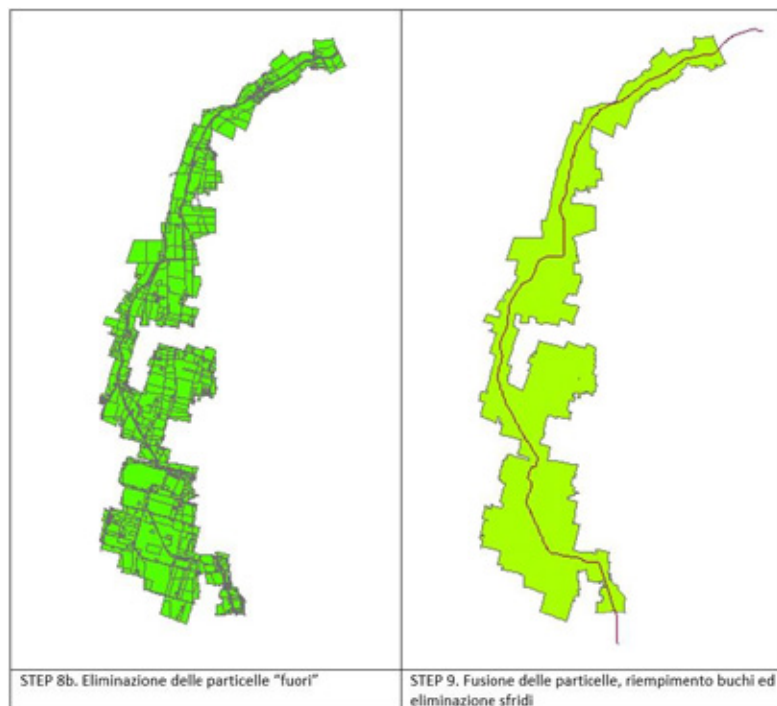 STEP 8b. Eliminazione delle particelle "fuori"
STEP 9. Fusione delle particelle, riempimento buchi ed
eliminazione sfridi